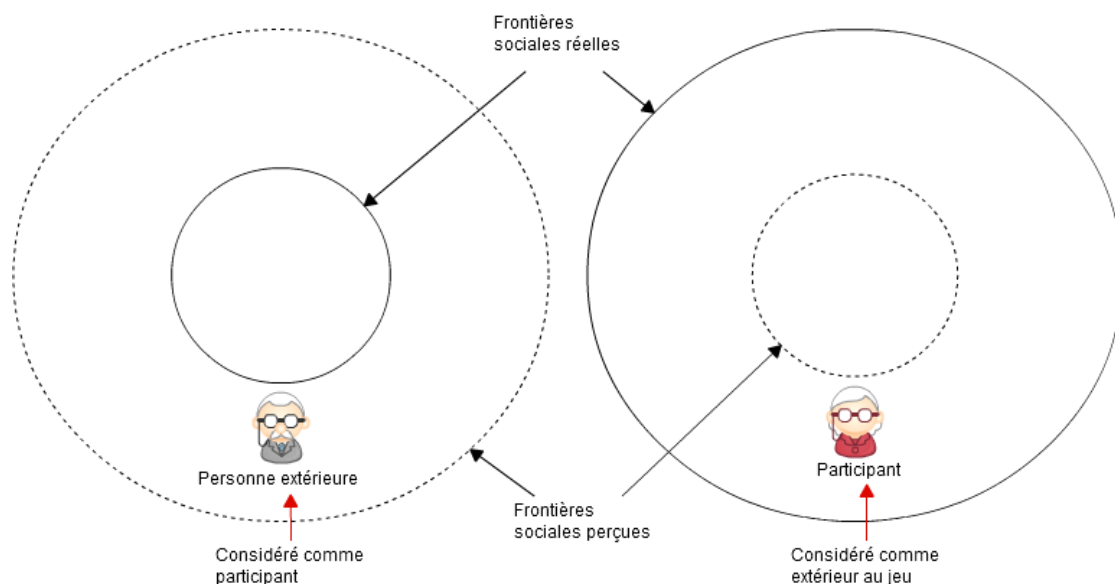 Frontières
sociales réelles
Personne extérieure
Participant
Frontières
sociales perçues
Considéré comme
participant
Considéré comme
extérieur au jeu